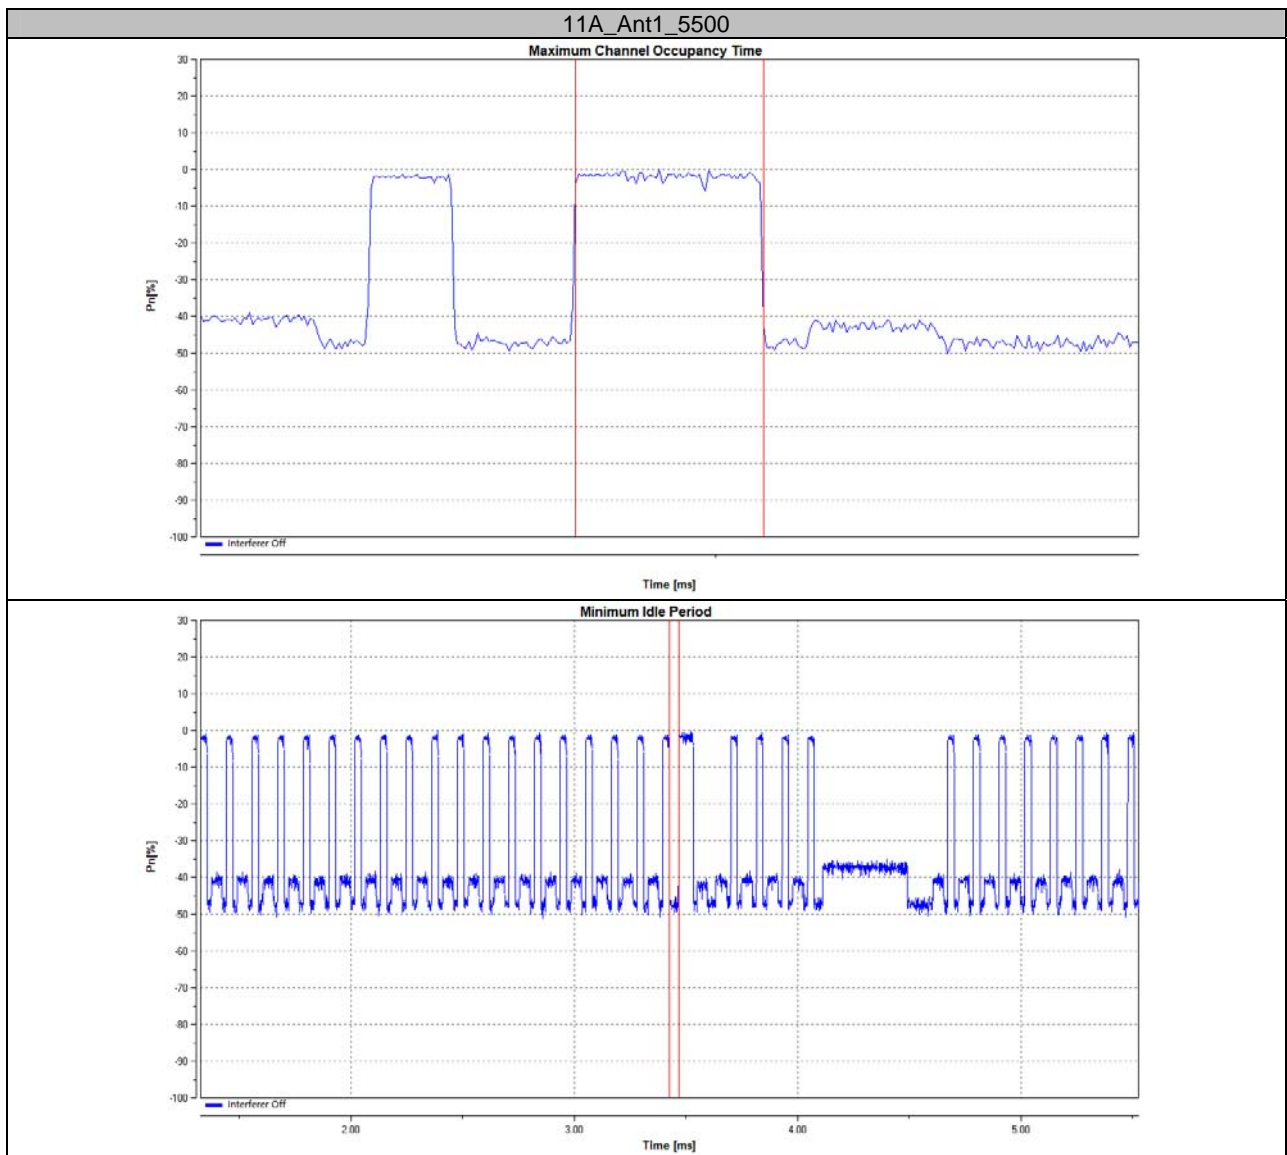 11A_Ant1_5500
Maximum Channel Occupancy Time
30
20
10
0
-10
-20
-30
-40
-50
-60
-70
-80
-90
-100
Pn[%]
Interferer Off
Time [ms]
Minimum Idle Period
30
20
10
0
-10
-20
-30
-40
-50
-60
-70
-80
-90
-100
Pn[%]
Interferer Off
2.00 3.00 4.00 5.00
Time [ms]